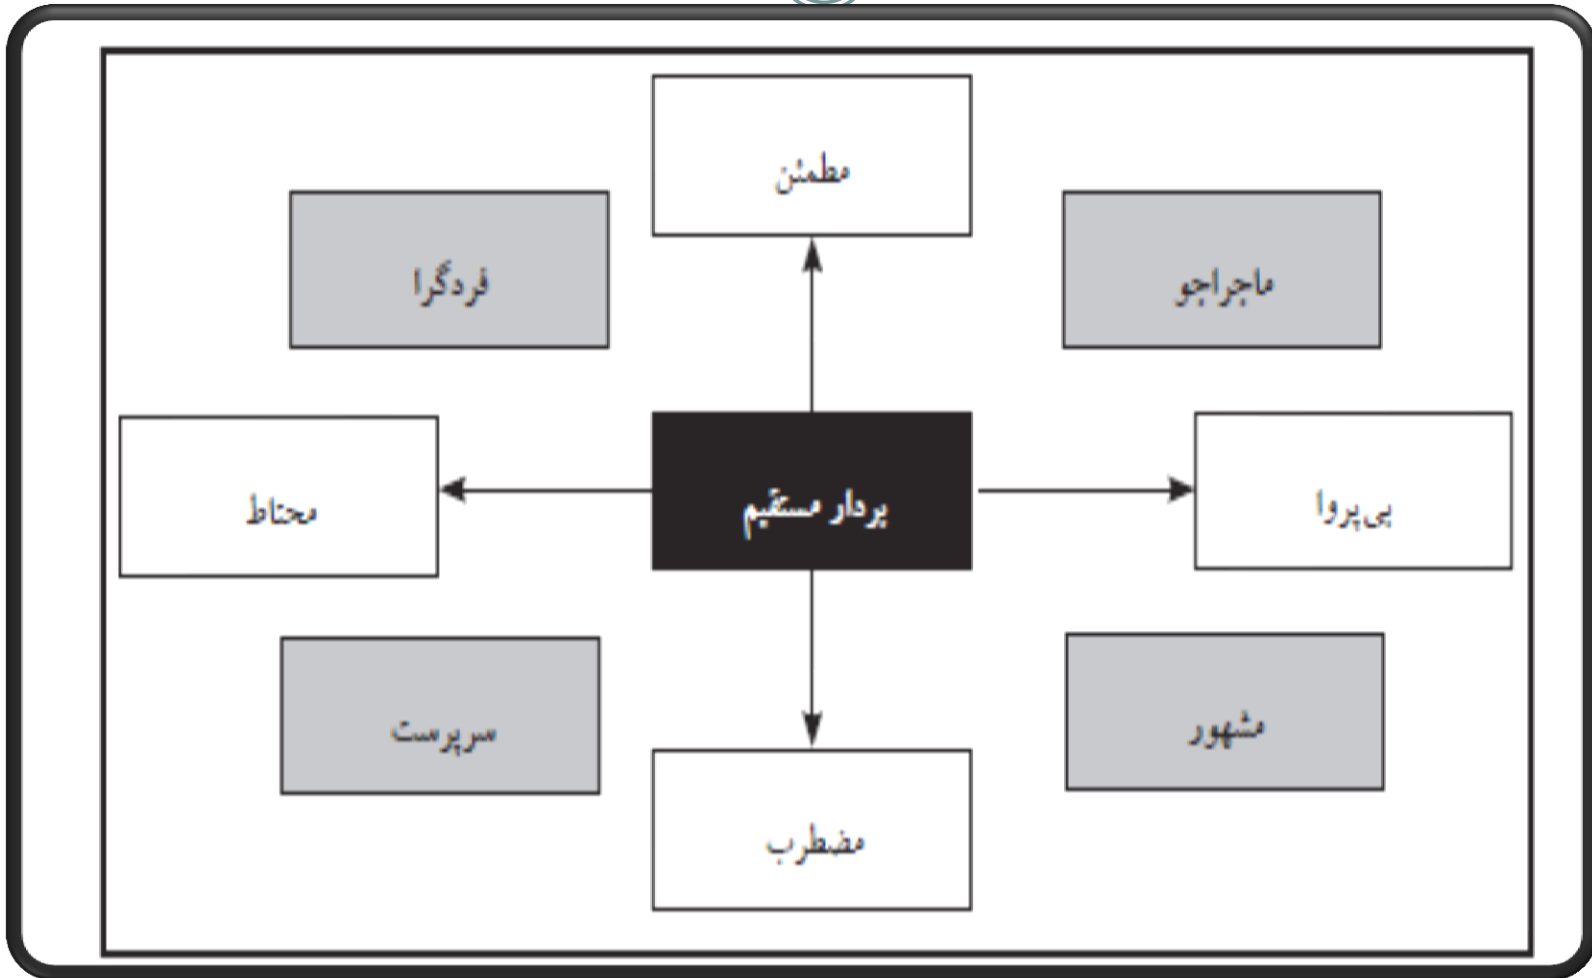 مطمئن
ماجراجو
فردگرا
بی‌پروا
بردار مستقیم
محتاط
مشهور
سرپرست
مضطرب